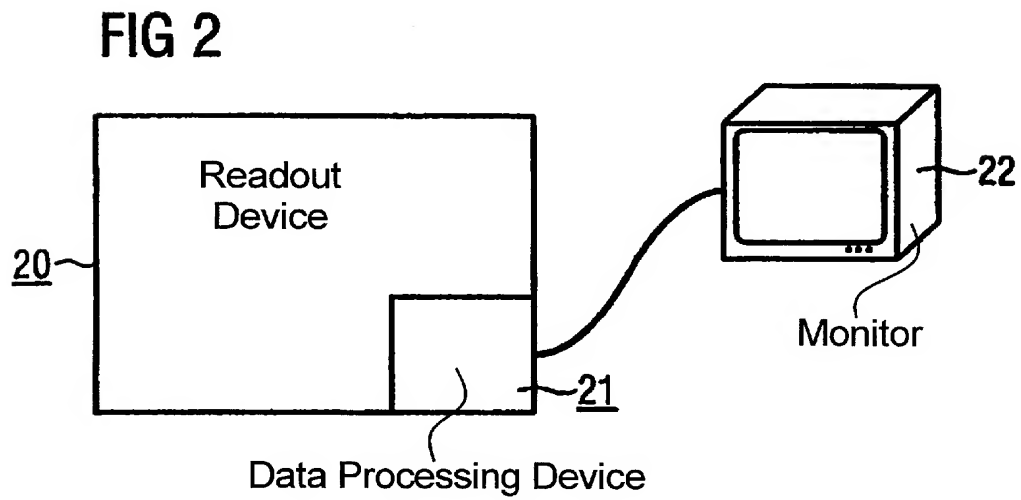 FIG 2
Readout
Device
20
22
Monitor
21
Data Processing Device